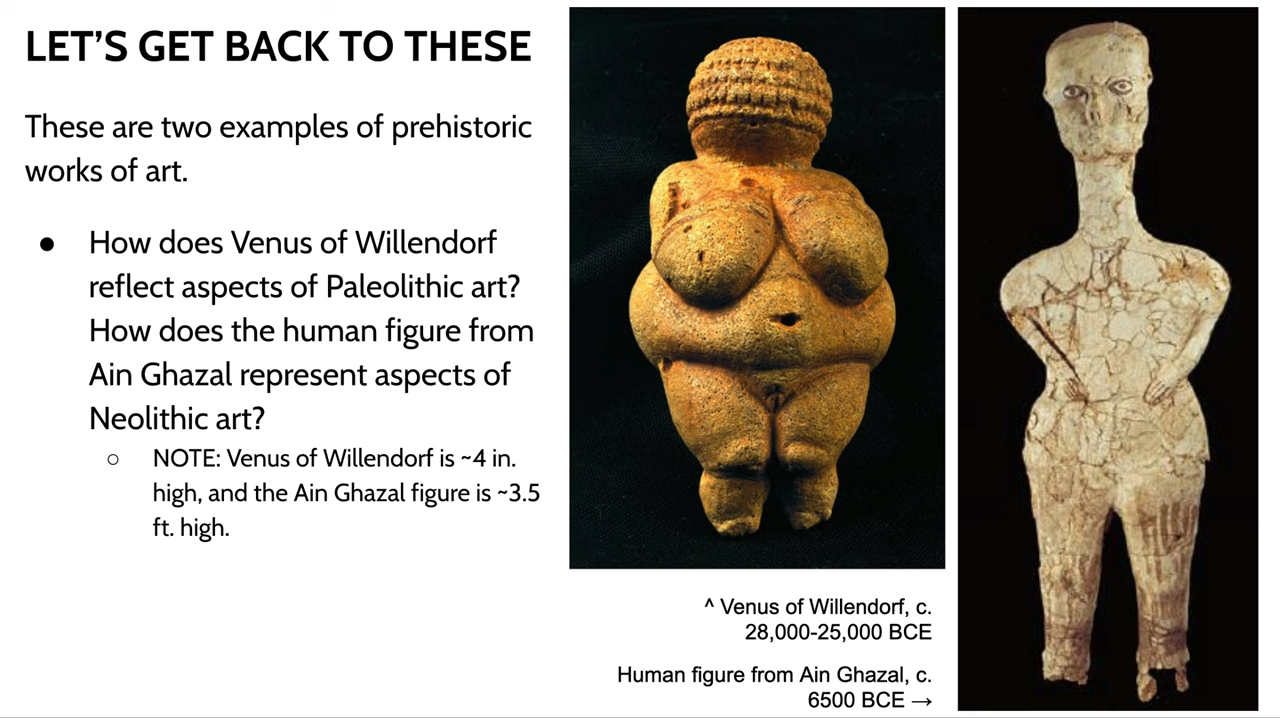 LET'S GET BACK TO THESE
These are two examples of prehistoric
works of art.
● How does Venus of Willendorf
reflect aspects of Paleolithic art?
How does the human figure from
Ain Ghazal represent aspects of
Neolithic art?
○ NOTE: Venus of Willendorf is ~4 in.
high, and the Ain Ghazal figure is ~3.5
ft. high.
^ Venus of Willendorf, c.
28,000-25,000 BCE
Human figure from Ain Ghazal, c.
6500 BCE →